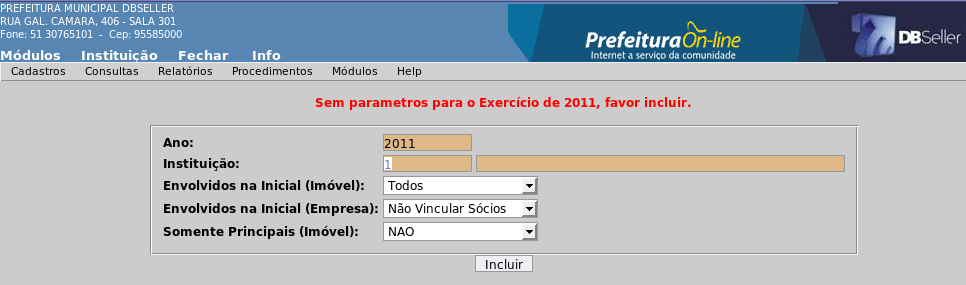 PREFEITURA MUNICIPAL DBSELLER
RUA GAL. CAMARA, 406 - SALA 301
Fone: 51 30765101 - Cep: 95585000
PrefeituraOn-line
Internet a serviço da comunidade
DBSeller
Módulos Instituição Fechar Info
Cadastros Consultas Relatórios Procedimentos Módulos Help
Sem parametros para o Exercício de 2011, favor incluir.
Ano: 2011
Instituição: 1
Envolvidos na Inicial (Imóvel): Todos
Envolvidos na Inicial (Empresa): Não Vincular Sócios
Somente Principais (Imóvel): NAO
Incluir